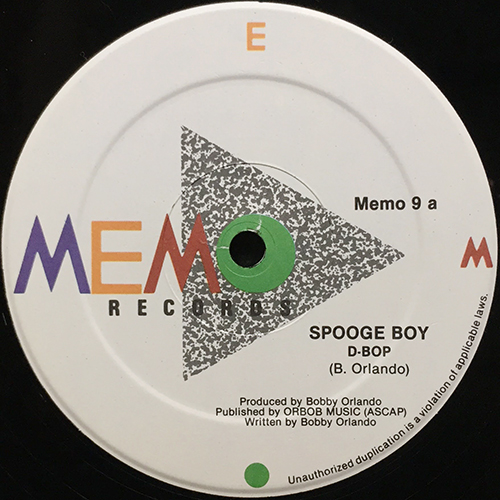 E
Memo 9 a
MEMO
M
RECORDS
SPOOGE BOY
D-BOP
(B. Orlando)
Produced by Bobby Orlando
Published by ORBOB MUSIC (ASCAP)
Written by Bobby Orlando
Unauthorized duplication is a violation of applicable laws.